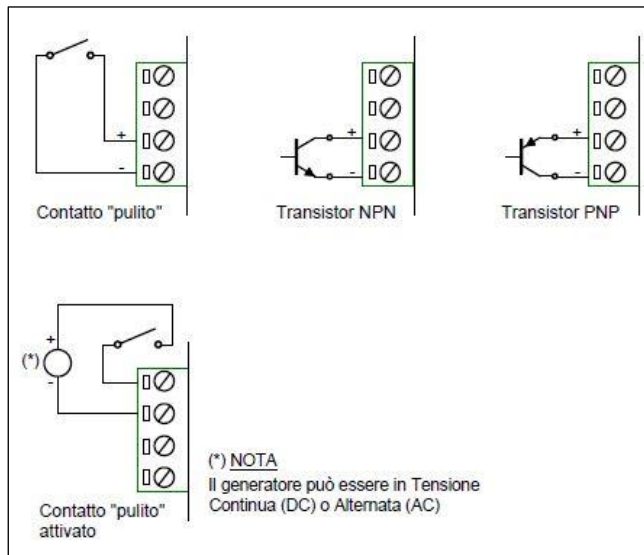 +
-
Contatto "pulito"
+
-
Transistor NPN
+
-
Transistor PNP
+
(*)
-
Contatto "pulito"
attivato
(*) NOTA
Il generatore può essere in Tensione
Continua (DC) o Alternata (AC)